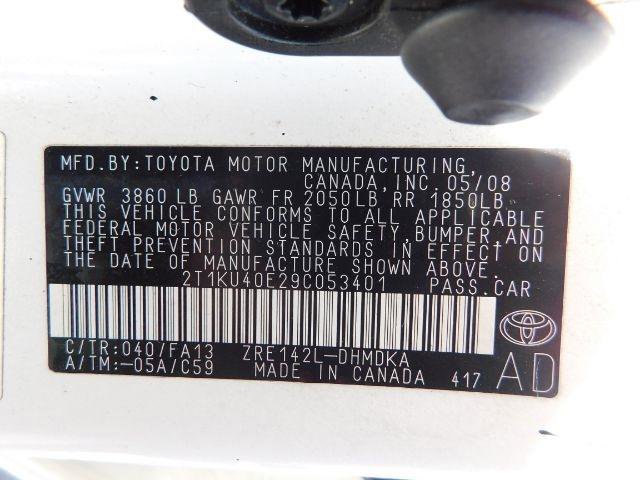 MFD.BY:TOYOTA MOTOR MANUFACTURING,
CANADA,INC.05/08
GVWR 3860LB GAWR FR 2050LB RR 1850LB
THIS VEHICLE CONFORMS TO ALL APPLICABLE
FEDERAL MOTOR VEHICLE SAFETY,BUMPER,AND
THEFT PREVENTION STANDARDS IN EFFECT ON
THE DATE OF MANUFACTURE SHOWN ABOVE.
2T1KU40E29C053401 PASS.CAR
C/TR:040/FA13 ZRE142L-DHMDKA
A/TM:-05A/C59 MADE IN CANADA 417 AD